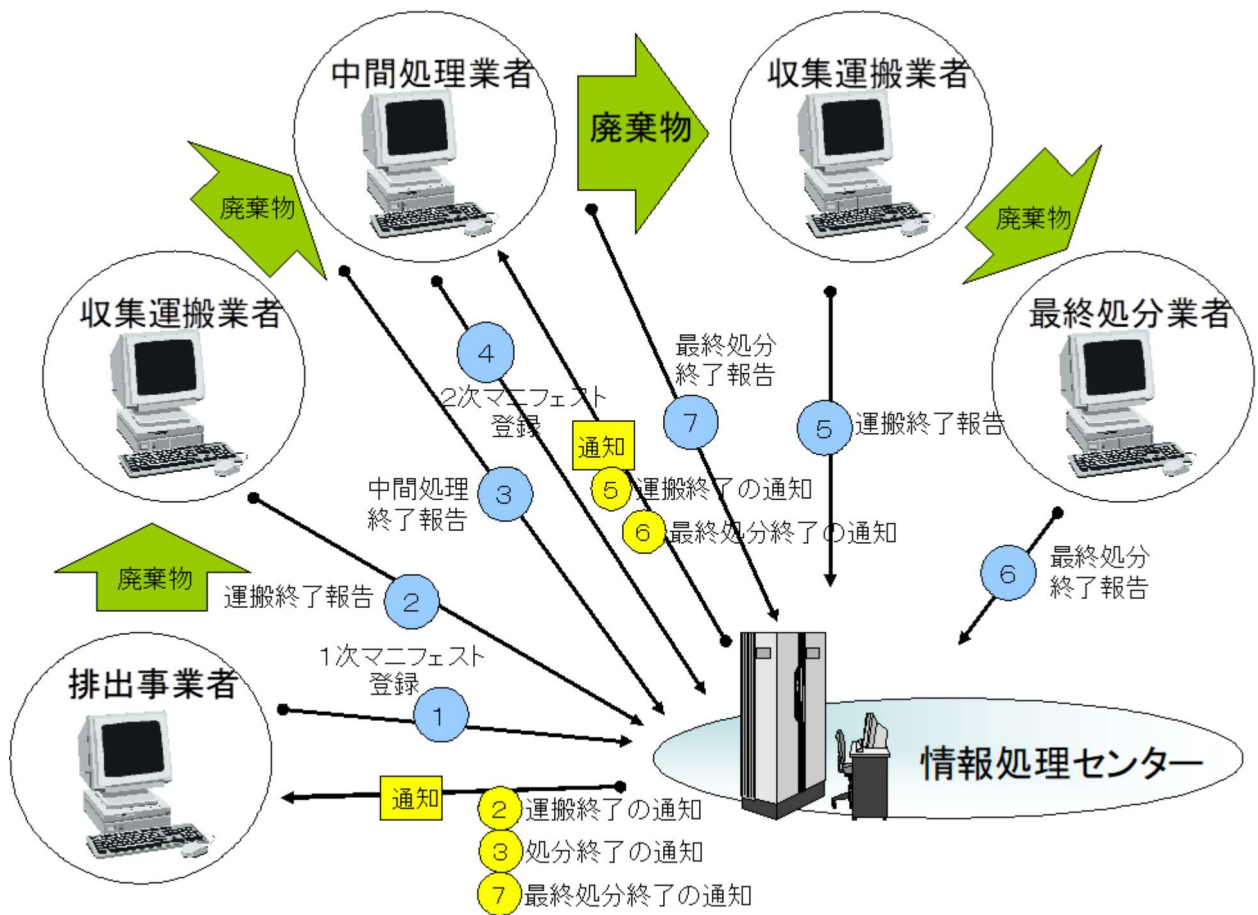 中間処理業者
収集運搬業者
廃棄物
廃棄物
廃棄物
収集運搬業者
最終処分業者
4
最終処分
終了報告
2次マニフェスト
登録
7
5
運搬終了報告
通知
中間処理
終了報告
3
5
運搬終了の通知
6
最終処分終了の通知
6
最終処分
終了報告
廃棄物
運搬終了報告
2
1次マニフェスト
登録
排出事業者
1
情報処理センター
通知
2
運搬終了の通知
3
処分終了の通知
7
最終処分終了の通知